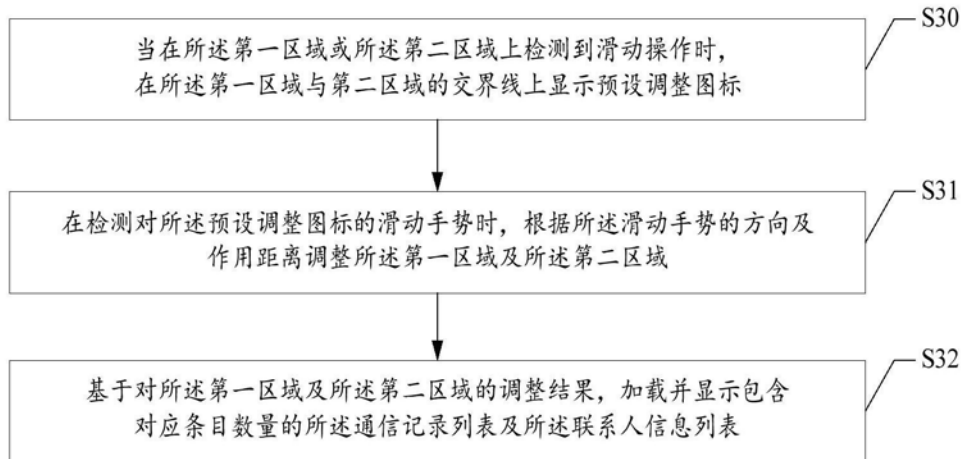 S30
当在所述第一区域或所述第二区域上检测到滑动操作时，
在所述第一区域与第二区域的交界线上显示预设调整图标
S31
在检测对所述预设调整图标的滑动手势时，根据所述滑动手势的方向及
作用距离调整所述第一区域及所述第二区域
S32
基于对所述第一区域及所述第二区域的调整结果，加载并显示包含
对应条目数量的所述通信记录列表及所述联系人信息列表